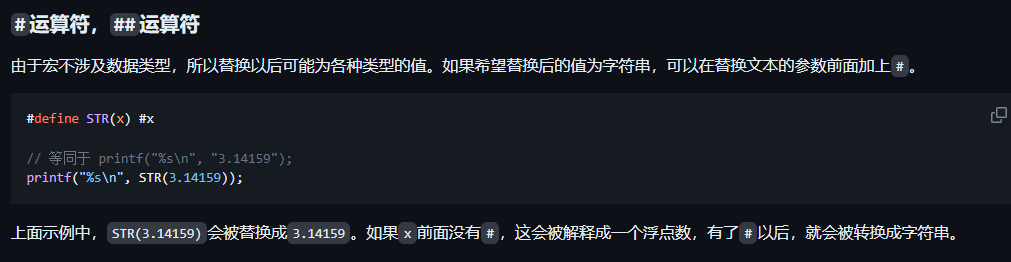 #运算符，##运算符
由于宏不涉及数据类型，所以替换以后可能为各种类型的值。如果希望替换后的值为字符串，可以在替换文本的参数前面加上#。
#define STR(x) #x
// 等同于 printf("%s\n", "3.14159");
printf("%s\n", STR(3.14159));
上面示例中，STR(3.14159)会被替换成3.14159。如果x前面没有#，这会被解释成一个浮点数，有了#以后，就会被转换成字符串。